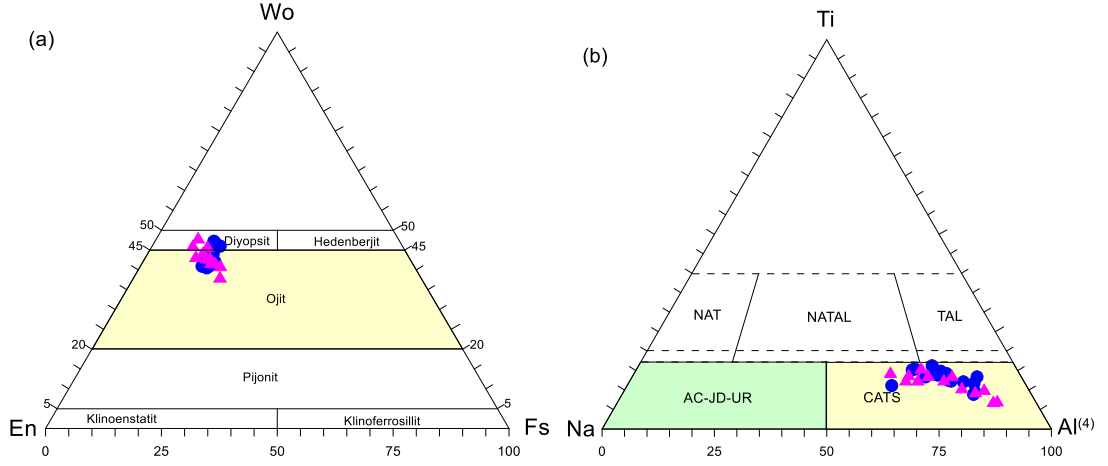 (a)
Wo
50
50
Diyopsit
Hedenberjit
45
45
Ojit
20
20
Pijonit
5
5
Klinoenstatit
Klinoferrosillit
En
Fs
0
25
50
75
100
(b)
Ti
NAT
NATAL
TAL
AC-JD-UR
CATS
Na
Al(4)
0
25
50
75
100